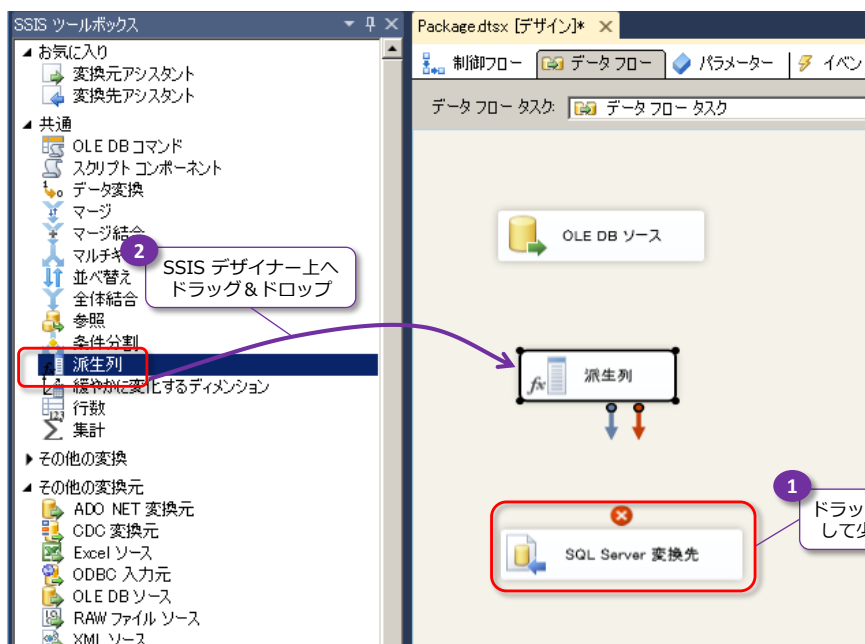 SSIS ツールボックス
お気に入り
変換元アシスタント
変換先アシスタント
共通
OLE DB コマンド
スクリプト コンポーネント
データ変換
マージ
マージ結合
マルチキ
並べ替え
全体結合
参照
条件分割
派生列
緩やかに変化するディメンション
行数
集計
その他の変換
その他の変換元
ADO NET 変換元
CDC 変換元
Excel ソース
ODBC 入力元
OLE DB ソース
RAW ファイル ソース
XML ソース
2
SSIS デザイナー上へ
ドラッグ＆ドロップ
Package.dtsx [デザイン]*
制御フロー
データ フロー
パラメーター
イベン
データ フロー タスク:
データ フロー タスク
OLE DB ソース
fx
派生列
1
ドラッ
して少
SQL Server 変換先